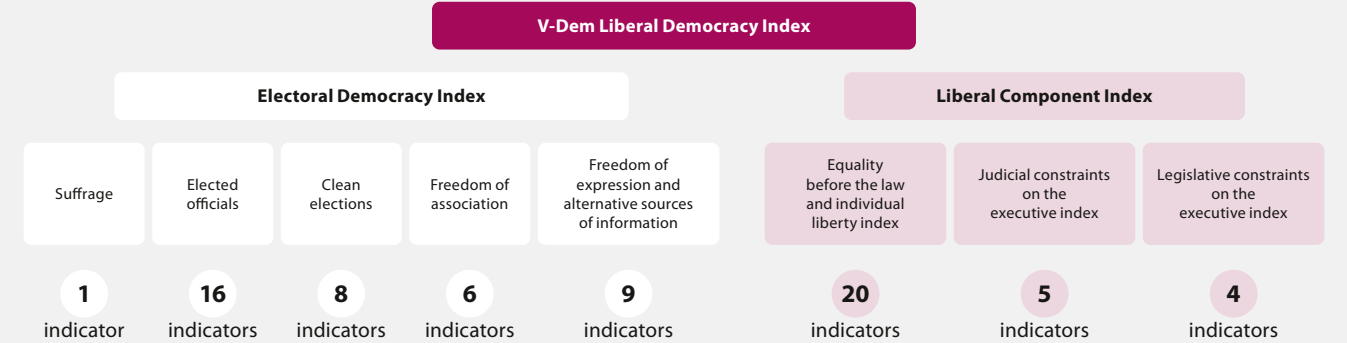 V-Dem Liberal Democracy Index
Electoral Democracy Index
Liberal Component Index
Suffrage
Elected
officials
Clean
elections
Freedom of
association
Freedom of
expression and
alternative sources
of information
Equality
before the law
and individual
liberty index
Judicial constraints
on the
executive index
Legislative constraints
on the
executive index
1
indicator
16
indicators
8
indicators
6
indicators
9
indicators
20
indicators
5
indicators
4
indicators